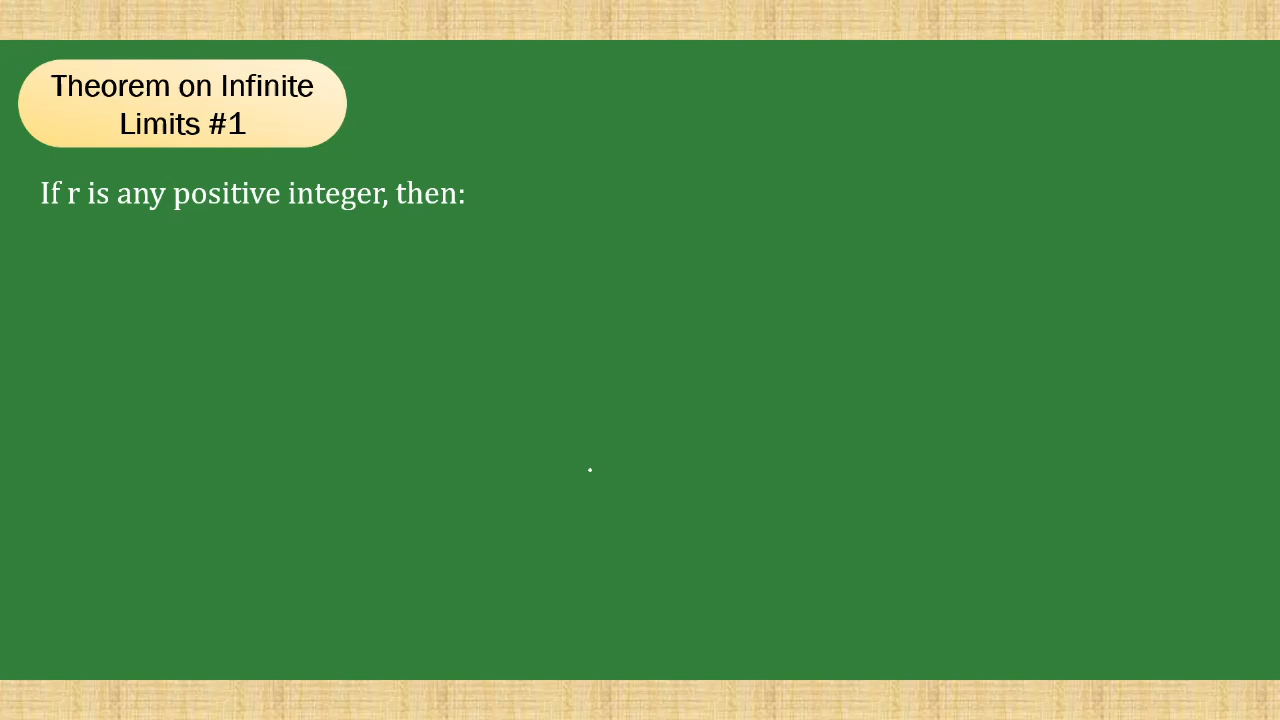 Theorem on Infinite
Limits #1
If r is any positive integer, then:
.